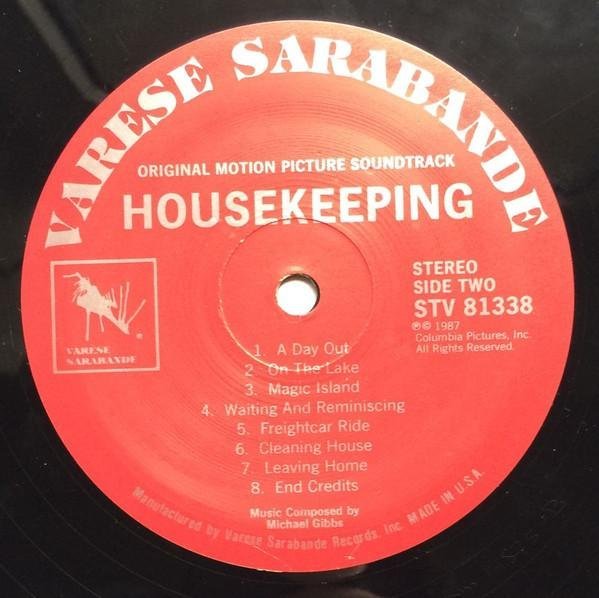 VARESE SARABANDE
ORIGINAL MOTION PICTURE SOUNDTRACK
HOUSEKEEPING
VARESE
SARABANDE
®
STEREO
SIDE TWO
STV 81338
℗© 1987
Columbia Pictures, Inc.
All Rights Reserved.
1. A Day Out
2. On The Lake
3. Magic Island
4. Waiting And Reminiscing
5. Freightcar Ride
6. Cleaning House
7. Leaving Home
8. End Credits
Music Composed by
Michael Gibbs
Manufactured by Varese Sarabande Records, Inc. MADE IN U.S.A.